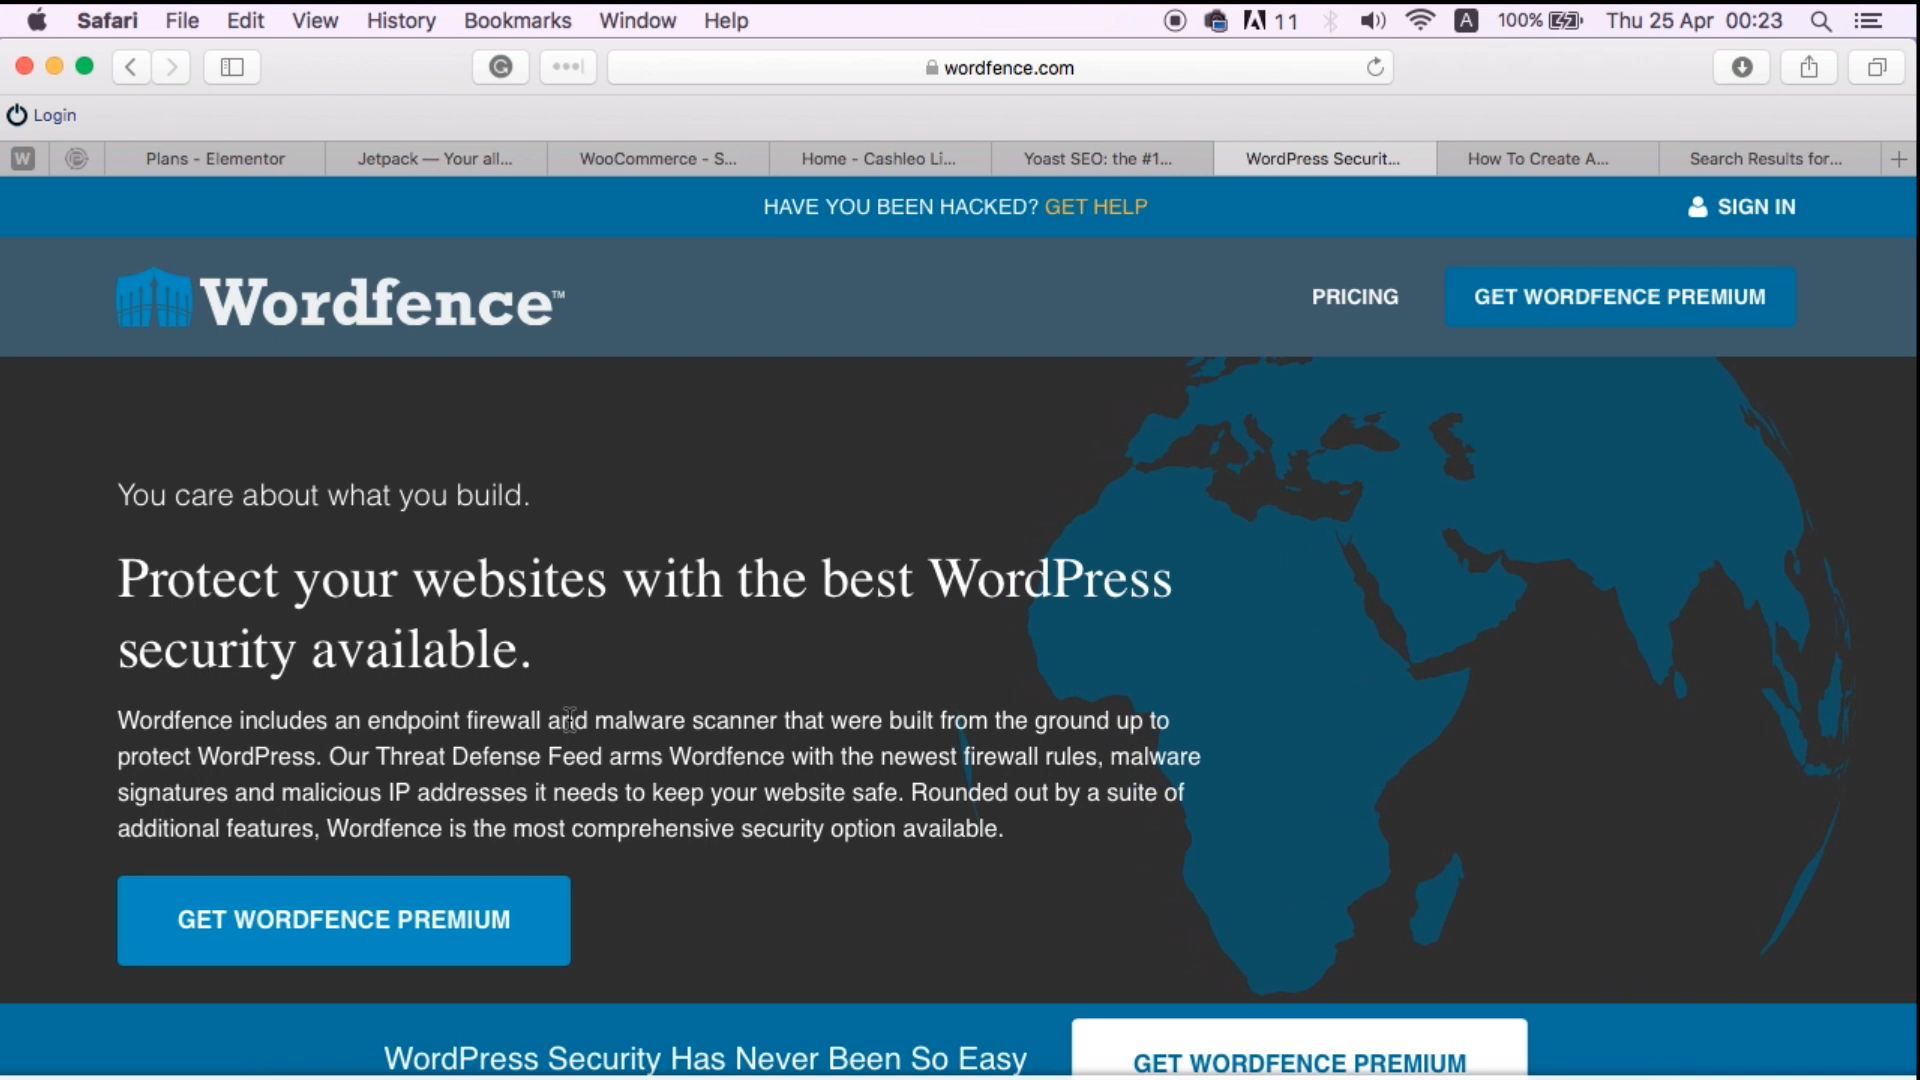 Safari File Edit View History Bookmarks Window Help 11 A 100% Thu 25 Apr 00:23
wordfence.com
Login
W Plans - Elementor Jetpack — Your all... WooCommerce - S... Home - Cashleo Li... Yoast SEO: the #1... WordPress Securit... How To Create A... Search Results for...
HAVE YOU BEEN HACKED? GET HELP SIGN IN
Wordfence™ PRICING GET WORDFENCE PREMIUM
You care about what you build.
Protect your websites with the best WordPress
security available.
Wordfence includes an endpoint firewall and malware scanner that were built from the ground up to
protect WordPress. Our Threat Defense Feed arms Wordfence with the newest firewall rules, malware
signatures and malicious IP addresses it needs to keep your website safe. Rounded out by a suite of
additional features, Wordfence is the most comprehensive security option available.
GET WORDFENCE PREMIUM
WordPress Security Has Never Been So Easy GET WORDFENCE PREMIUM